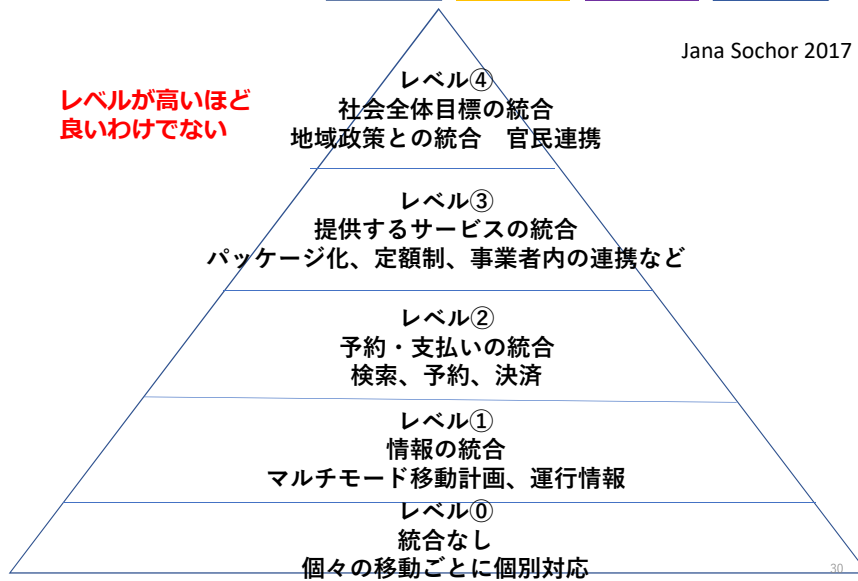 Jana Sochor 2017
レベルが高いほど
良いわけでない
レベル④
社会全体目標の統合
地域政策との統合　官民連携
レベル③
提供するサービスの統合
パッケージ化、定額制、事業者内の連携など
レベル②
予約・支払いの統合
検索、予約、決済
レベル①
情報の統合
マルチモード移動計画、運行情報
レベル⓪
統合なし
個々の移動ごとに個別対応
30